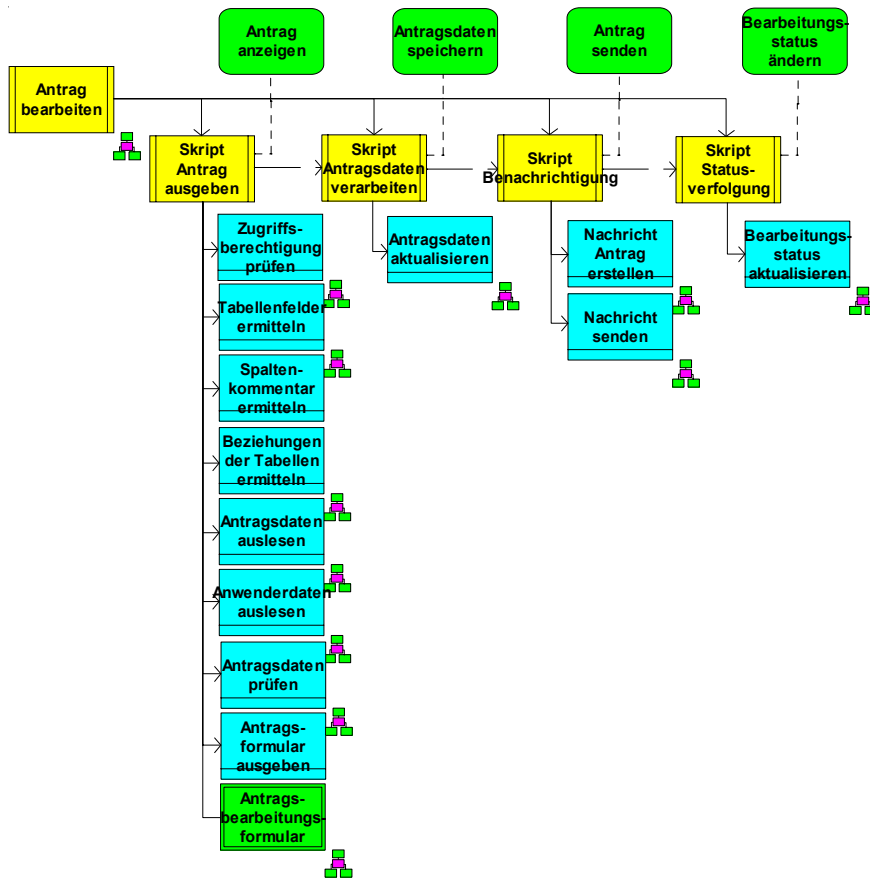 Antrag
anzeigen
Antragsdaten
speichern
Antrag
senden
Bearbeitungs-
status
ändern
Antrag
bearbeiten
Skript
Antrag
ausgeben
Skript
Antragsdaten
verarbeiten
Skript
Benachrichtigung
Skript
Status-
verfolgung
Zugriffs-
berechtigung
prüfen
Tabellenfelder
ermitteln
Spalten-
kommentar
ermitteln
Beziehungen
der Tabellen
ermitteln
Antragsdaten
auslesen
Anwenderdaten
auslesen
Antragsdaten
prüfen
Antrags-
formular
ausgeben
Antrags-
bearbeitungs-
formular
Antragsdaten
aktualisieren
Nachricht
Antrag
erstellen
Nachricht
senden
Bearbeitungs-
status
aktualisieren